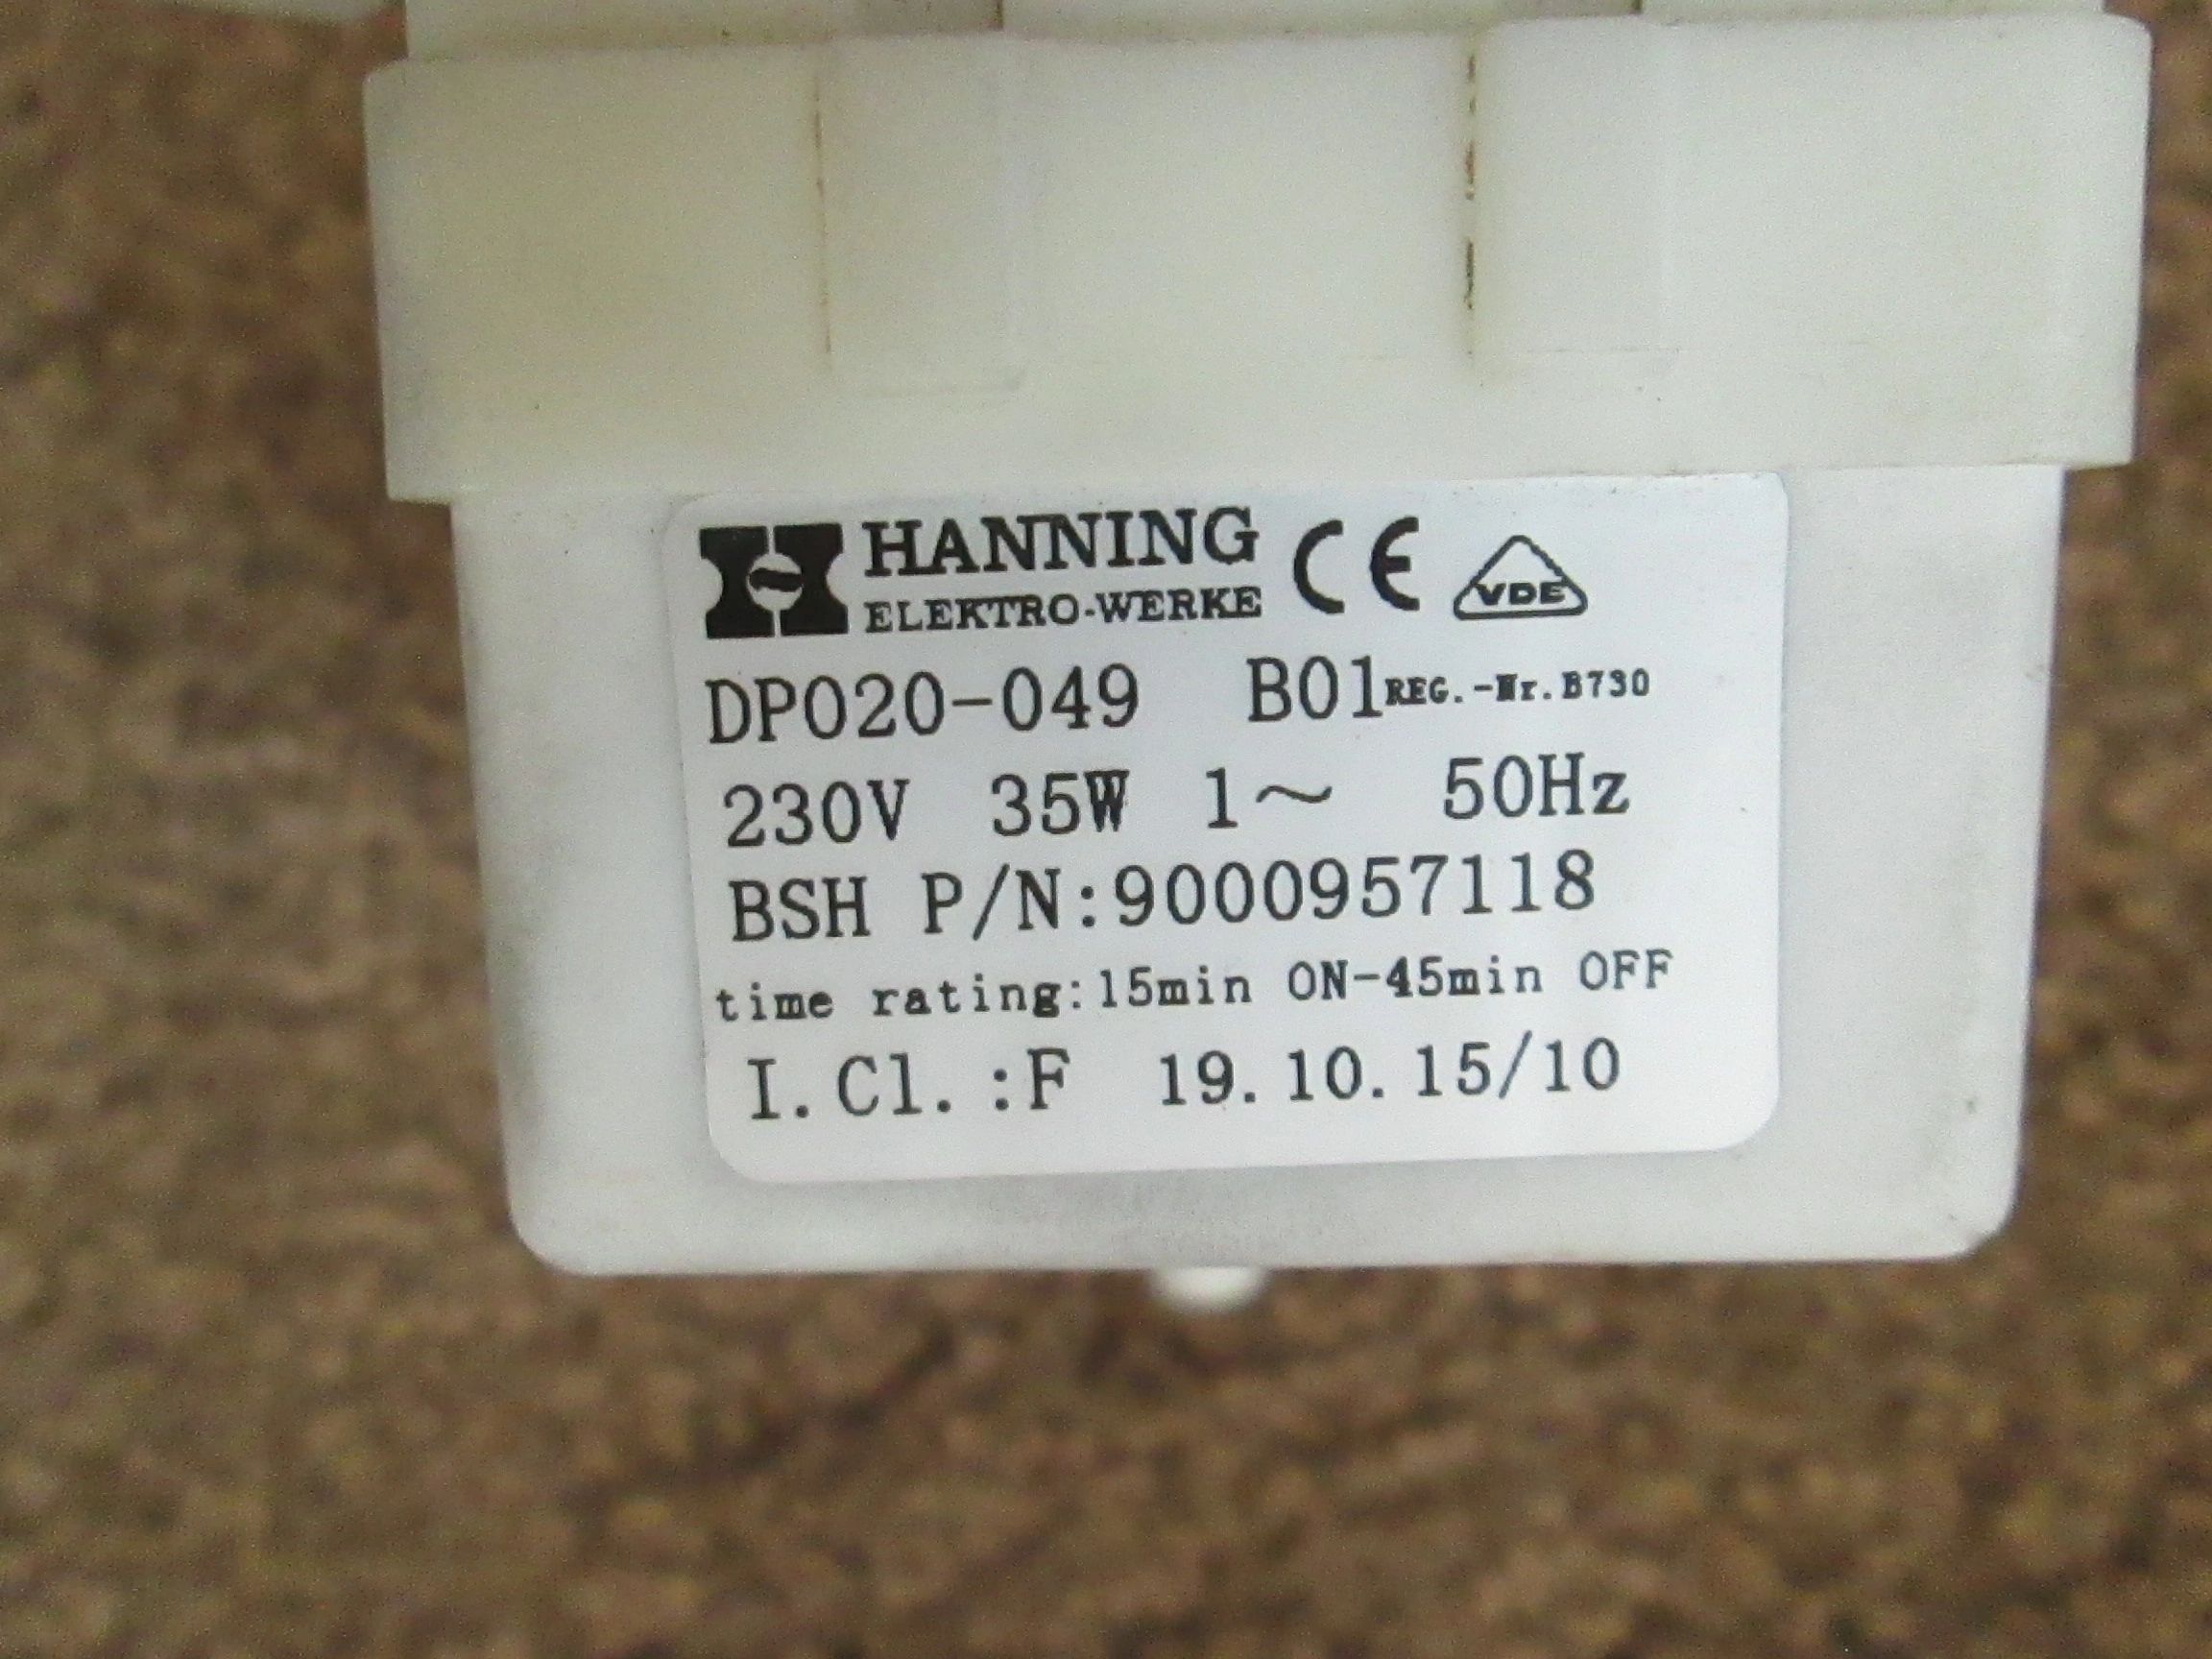 HANNING CE VDE
ELEKTRO-WERKE
DP020-049 B01 REG.-Nr.B730
230V 35W 1~ 50Hz
BSH P/N:9000957118
time rating:15min ON-45min OFF
I.Cl.:F 19.10.15/10